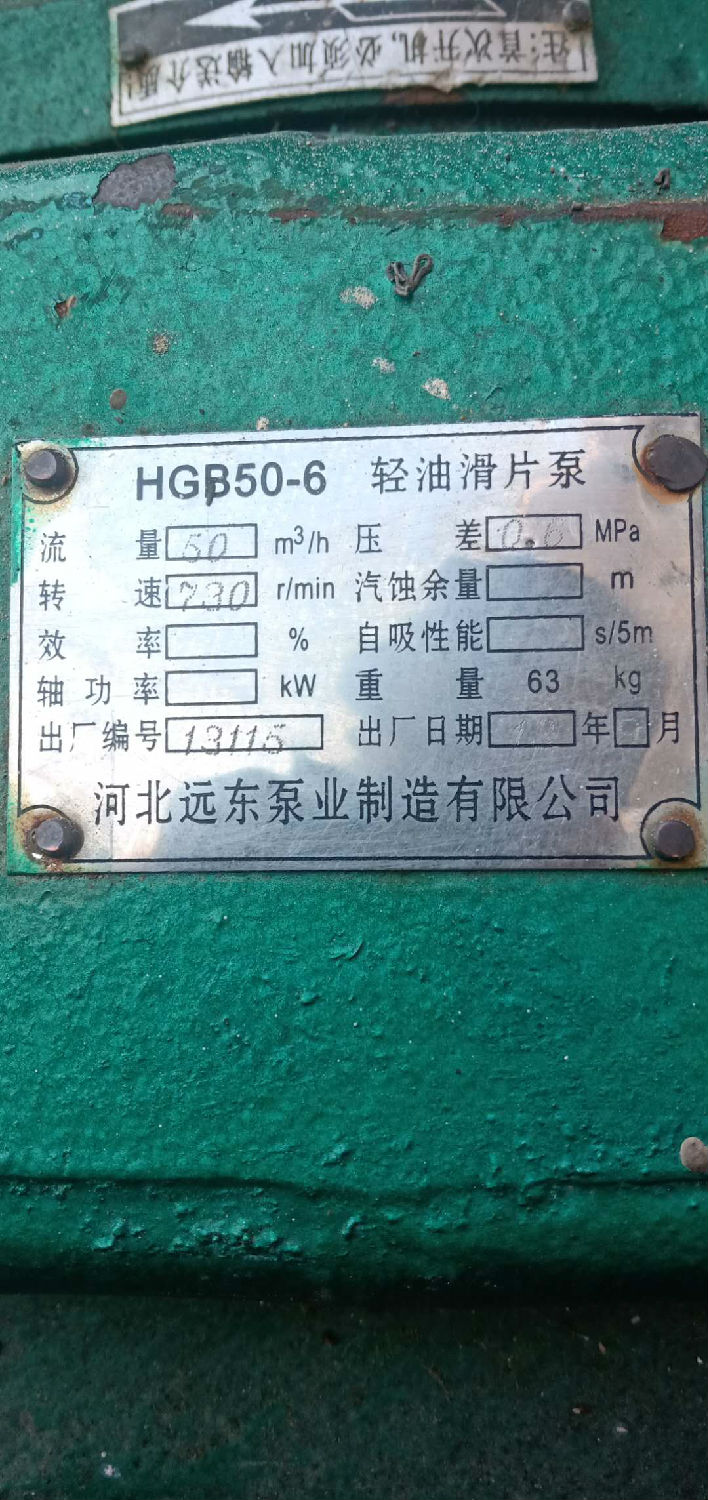 注:首次开机,必须加入输送介质!
HGB50-6 轻油滑片泵
流量 50 m³/h 压差 0.6 MPa
转速 730 r/min 汽蚀余量 m
效率 % 自吸性能 s/5m
轴功率 kW 重量 63 kg
出厂编号 13115 出厂日期 年 月
河北远东泵业制造有限公司